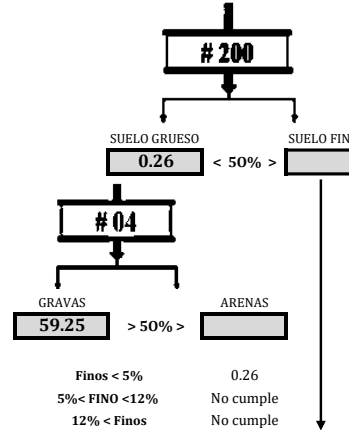 # 200
SUELO GRUESO SUELO FIN
0.26 < 50% >
# 04
GRAVAS ARENAS
59.25 > 50% >
Finos < 5% 0.26
5%< FINO <12% No cumple
12% < Finos No cumple